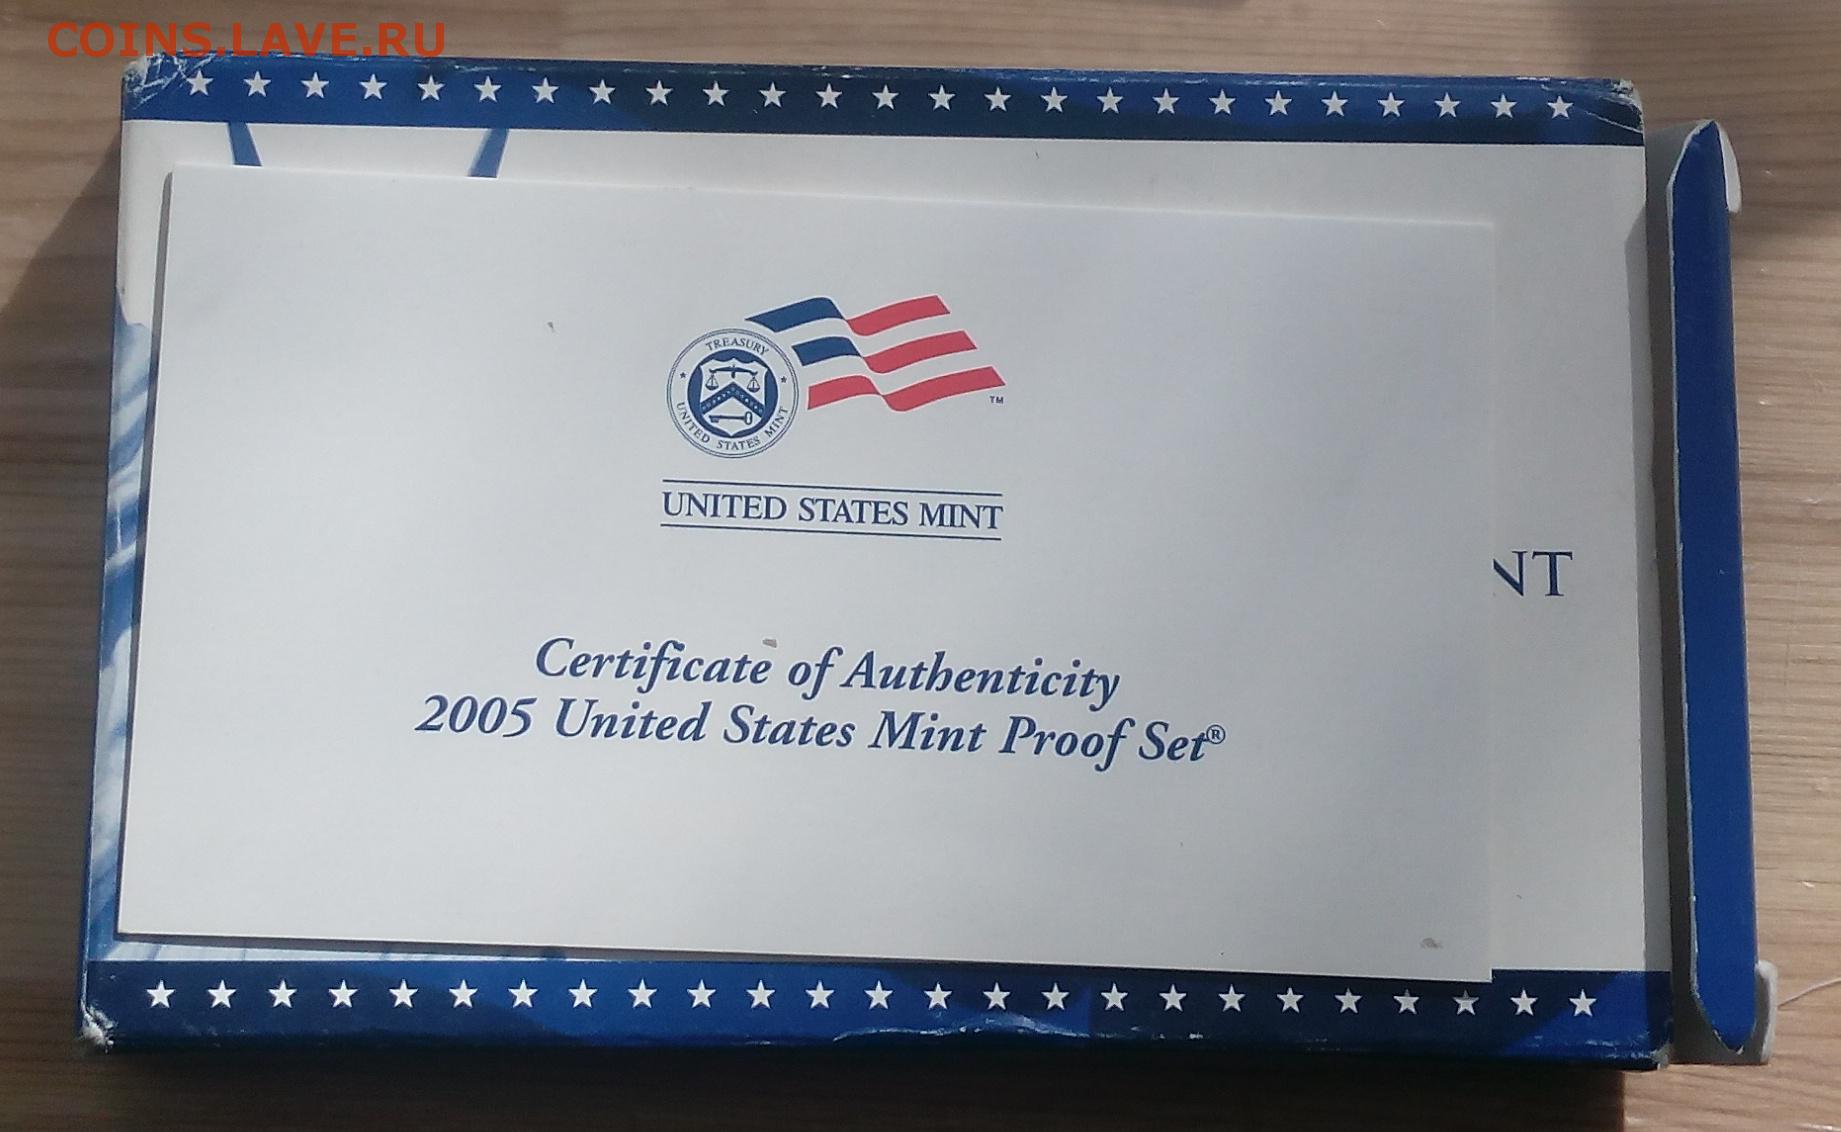 COINS.LAVE.RU
TREASURY
UNITED STATES MINT
TM
UNITED STATES MINT
NT
Certificate of Authenticity
2005 United States Mint Proof Set®